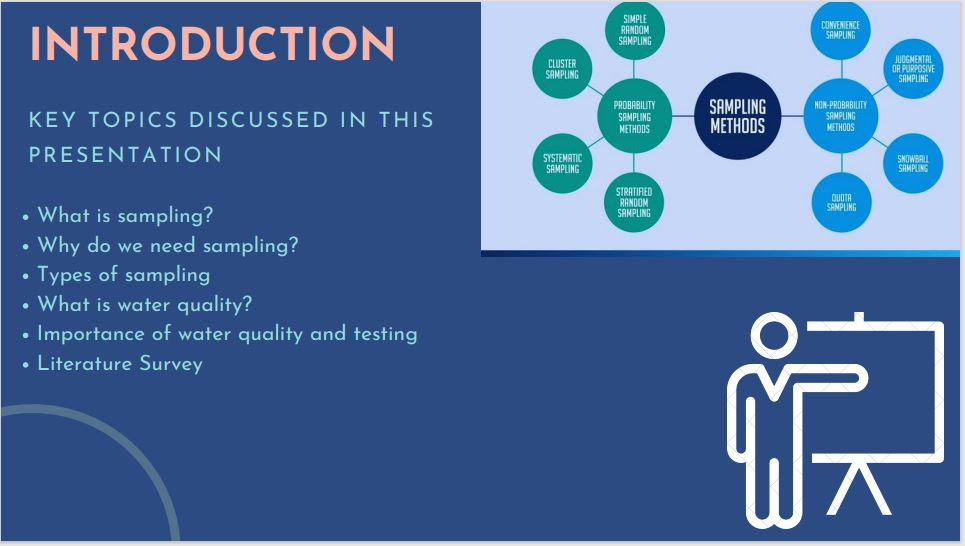 INTRODUCTION
KEY TOPICS DISCUSSED IN THIS
PRESENTATION
• What is sampling?
• Why do we need sampling?
• Types of sampling
• What is water quality?
• Importance of water quality and testing
• Literature Survey
SIMPLE
RANDOM
SAMPLING
CLUSTER
SAMPLING
PROBABILITY
SAMPLING
METHODS
SYSTEMATIC
SAMPLING
STRATIFIED
RANDOM
SAMPLING
SAMPLING
METHODS
CONVENIENCE
SAMPLING
JUDGMENTAL
OR PURPOSIVE
SAMPLING
NON-PROBABILITY
SAMPLING
METHODS
SNOWBALL
SAMPLING
QUOTA
SAMPLING